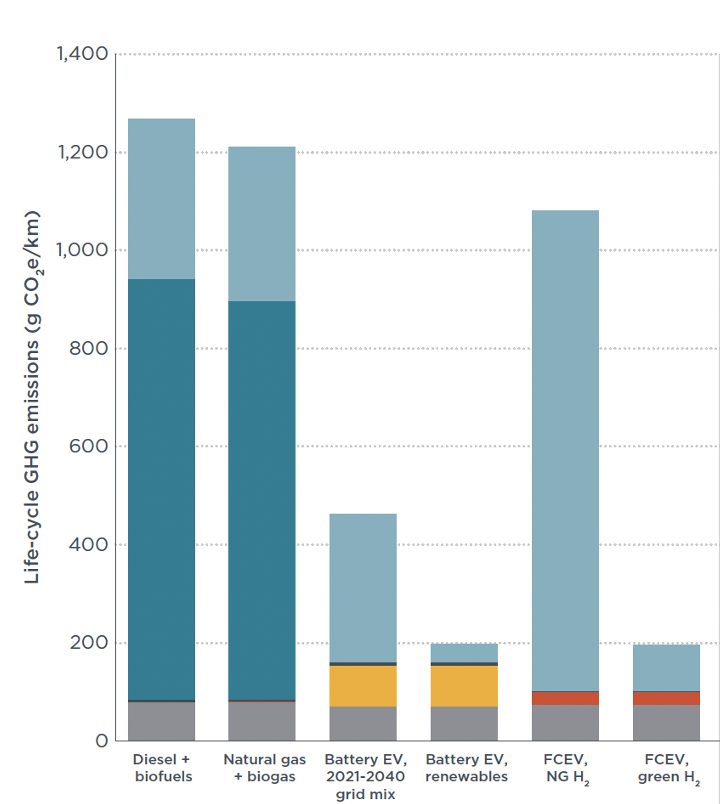 Life-cycle GHG emissions (g CO₂e/km)
1,400
1,200
1,000
800
600
400
200
0
Diesel +
biofuels
Natural gas
+ biogas
Battery EV,
2021-2040
grid mix
Battery EV,
renewables
FCEV,
NG H₂
FCEV,
green H₂